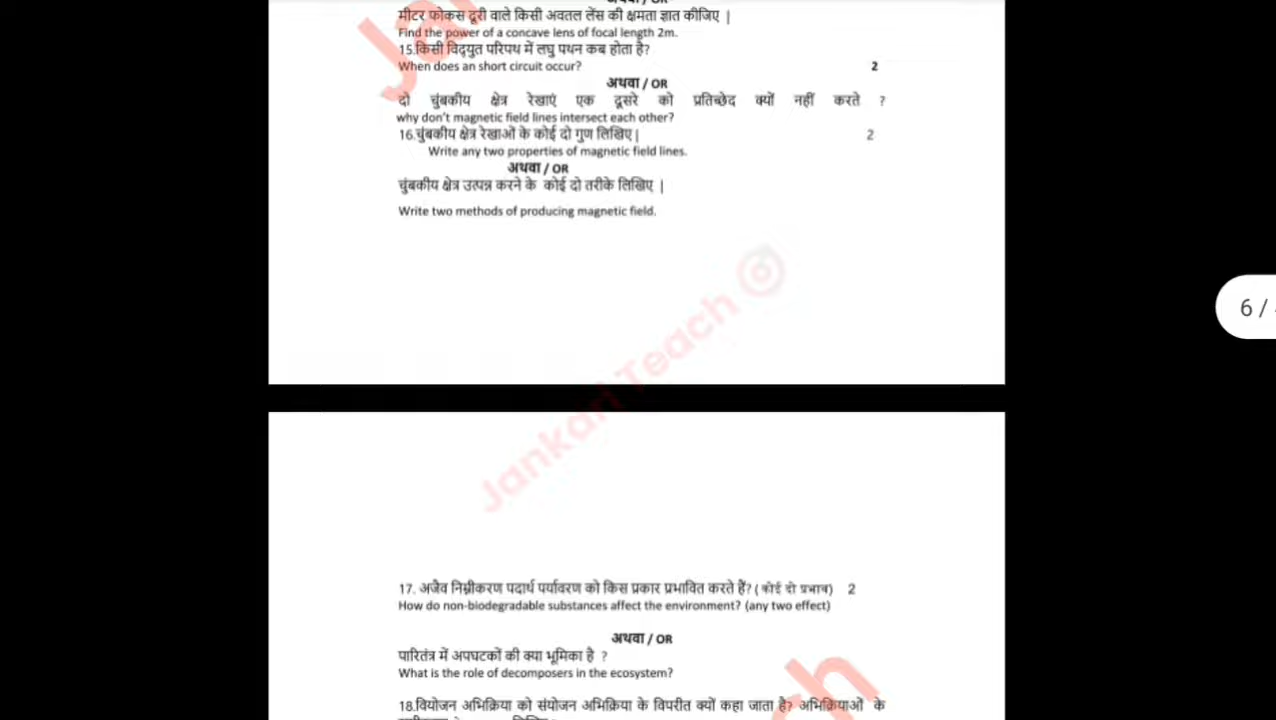 अथवा / OR
मीटर फोकस दूरी वाले किसी अवतल लेंस की क्षमता ज्ञात कीजिए |
Find the power of a concave lens of focal length 2m.
15.किसी विद्युत परिपथ में लघु पथन कब होता है?
When does an short circuit occur? 2
अथवा / OR
दो चुंबकीय क्षेत्र रेखाएं एक दूसरे को प्रतिच्छेद क्यों नहीं करते ?
why don't magnetic field lines intersect each other?
16.चुंबकीय क्षेत्र रेखाओं के कोई दो गुण लिखिए| 2
Write any two properties of magnetic field lines.
अथवा / OR
चुंबकीय क्षेत्र उत्पन्न करने के कोई दो तरीके लिखिए |
Write two methods of producing magnetic field.
Jankari Teach
6 /
17. अजैव निम्नीकरण पदार्थ पर्यावरण को किस प्रकार प्रभावित करते हैं? ( कोई दो प्रभाव) 2
How do non-biodegradable substances affect the environment? (any two effect)
अथवा / OR
पारितंत्र में अपघटकों की क्या भूमिका है ?
What is the role of decomposers in the ecosystem?
18.वियोजन अभिक्रिया को संयोजन अभिक्रिया के विपरीत क्यों कहा जाता है? अभिक्रियाओं के